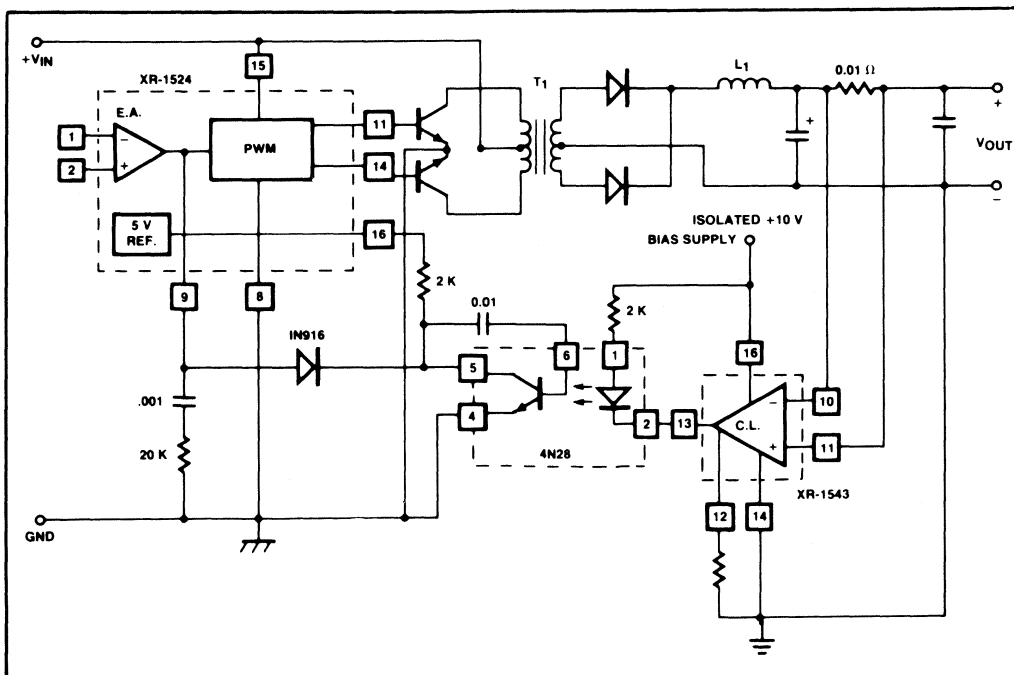 +VIN
XR-1524
15
E.A.
1
2
−
+
PWM
11
14
5 V
REF.
16
T1
L1
0.01 Ω
+
+
VOUT
−
ISOLATED +10 V
BIAS SUPPLY
9
8
2 K
0.01
2 K
IN916
6
1
16
5
4
2
13
C.L.
−
+
10
11
.001
20 K
4N28
XR-1543
12
14
GND